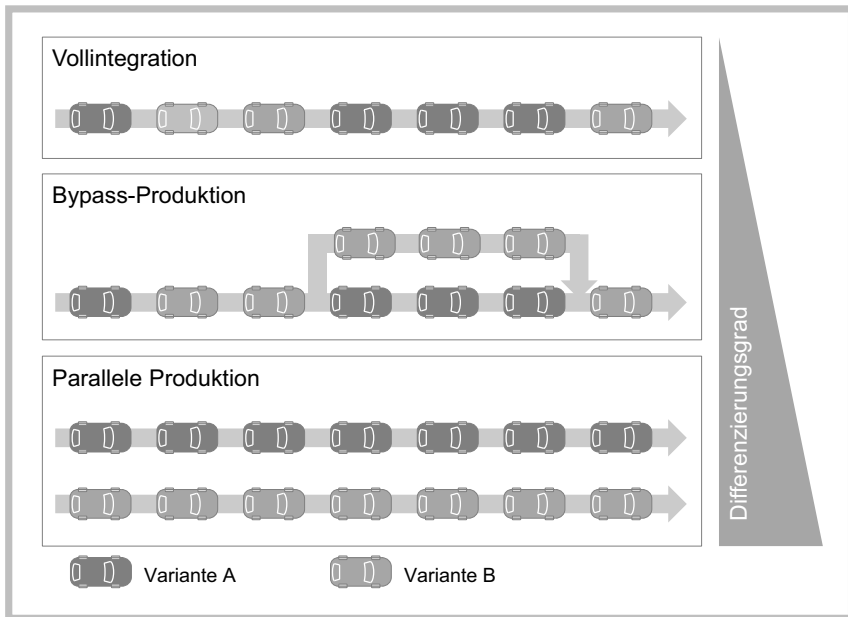 Vollintegration
Bypass-Produktion
Parallele Produktion
Differenzierungsgrad
Variante A
Variante B